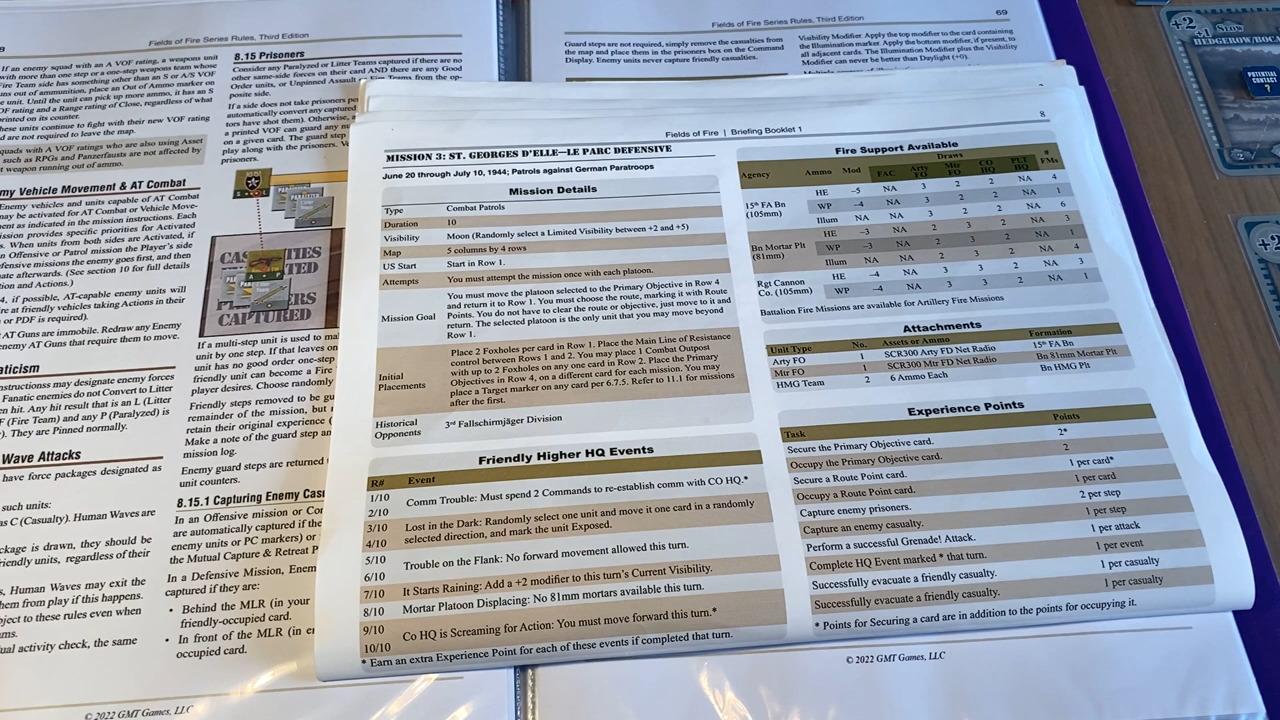 Fields of Fire Series Rules, Third Edition
If an enemy squad with an A VOF rating, a weapons unit
with more than one step or a one-step weapons team whose
Fire Team side has something other than an S or A/S VOF
runs out of ammunition, place an Out of Ammo marker on
the unit. Until the unit can pick up more ammo, it has an S
VOF rating and a Range rating of Close, regardless of what
printed on its counter.
These units continue to fight with their new VOF rating
and are not required to leave the map.
Squads with A VOF ratings who are also using Asset
such as RPGs and Panzerfausts are not affected by
weapon running out of ammo.
my Vehicle Movement & AT Combat
Enemy vehicles and units capable of AT Combat
may be activated for AT Combat or Vehicle Move-
ment as indicated in the mission instructions. Each
mission provides specific priorities for Activated
When units from both sides are Activated, if
an Offensive or Patrol mission the Player's side
Defensive missions the enemy goes first, and then
afterwards. (See section 10 for full details
and Actions.)
if possible, AT-capable enemy units will
fire at friendly vehicles taking Actions in their
or PDF is required).
AT Guns are immobile. Redraw any Enemy
enemy AT Guns that require them to move.
aticism
instructions may designate enemy forces
Fanatic enemies do not Convert to Litter
hit. Any hit result that is an L (Litter
F (Fire Team) and any P (Paralyzed) is
They are Pinned normally.
Wave Attacks
have force packages designated as
such units:
as C (Casualty). Human Waves are
package is drawn, they should be
friendly units, regardless of their
Human Waves may exit the
them from play if this happens.
subject to these rules even when
ual activity check, the same
© 2022 GMT Games, LLC
8.15 Prisoners
Consider any Paralyzed or Litter Teams captured if there are no
other same-side forces on their card AND there are any Good
Order units, or Unpinned Assault or Fire Teams from the op-
posite side.
If a side does not take prisoners
automatically convert any captured
tors have shot them). Otherwise,
a printed VOF can guard any
on a given card. The guard step
play along with the prisoners.
prisoners.
CAPTURED
If a multi-step unit is used to
unit by one step. If that leaves
unit has no good order one-step
friendly unit can become a Fire
player desires. Choose randomly
Friendly steps removed to be
remainder of the mission, but
retain their original experience
Make a note of the guard step
mission log.
Enemy guard steps are returned
unit counters.
8.15.1 Capturing Enemy
In an Offensive mission or
are automatically captured if the
enemy units or PC markers) or
the Mutual Capture & Retreat
In a Defensive Mission,
captured if they are:
• Behind the MLR (in your
friendly-occupied card.
• In front of the MLR (in
occupied card.
Fields of Fire Series Rules, Third Edition
69
Guard steps are not required, simply remove the casualties from
the map and place them in the prisoners box on the Command
Display. Enemy units never capture friendly casualties.
Visibility Modifier. Apply the top modifier to the card containing
the Illumination marker. Apply the bottom modifier, if present, to
all adjacent cards. The Illumination Modifier plus the Visibility
Modifier can never be better than Daylight (+0).
Fields of Fire | Briefing Booklet 1
8
MISSION 3: ST. GEORGES D'ELLE—LE PARC DEFENSIVE
June 20 through July 10, 1944; Patrols against German Paratroops
Mission Details
Type Combat Patrols
Duration 10
Visibility Moon (Randomly select a Limited Visibility between +2 and +5)
Map 5 columns by 4 rows
US Start Start in Row 1.
Attempts You must attempt the mission once with each platoon.
Mission Goal You must move the platoon selected to the Primary Objective in Row 4
and return it to Row 1. You must choose the route, marking it with Route
Points. You do not have to clear the route or objective, just move to it and
return. The selected platoon is the only unit that you may move beyond
Row 1.
Initial Placements Place 2 Foxholes per card in Row 1. Place the Main Line of Resistance
control between Rows 1 and 2. You may place 1 Combat Outpost
with up to 2 Foxholes on any one card in Row 2. Place the Primary
Objectives in Row 4, on a different card for each mission. You may
place a Target marker on any card per 6.7.5. Refer to 11.1 for missions
after the first.
Historical Opponents 3rd Fallschirmjäger Division
Friendly Higher HQ Events
R# Event
1/10
2/10 Comm Trouble: Must spend 2 Commands to re-establish comm with CO HQ.*
3/10
4/10 Lost in the Dark: Randomly select one unit and move it one card in a randomly
selected direction, and mark the unit Exposed.
5/10
6/10 Trouble on the Flank: No forward movement allowed this turn.
7/10 It Starts Raining: Add a +2 modifier to this turn's Current Visibility.
8/10 Mortar Platoon Displacing: No 81mm mortars available this turn.
9/10
10/10 Co HQ is Screaming for Action: You must move forward this turn.*
* Earn an extra Experience Point for each of these events if completed that turn.
Fire Support Available
Draws
Agency Ammo Mod FAC Arty FO Mtr FO CO HQ PLT HQ # FMs
15th FA Bn (105mm) HE –5 NA 3 2 2 NA 4
WP –4 NA 3 2 2 NA 1
Illum NA NA 3 2 2 NA 6
Bn Mortar Plt (81mm) HE –3 NA 2 3 2 NA 3
WP –3 NA 2 3 2 NA 1
Illum NA NA 2 3 2 NA 4
Rgt Cannon Co. (105mm) HE –4 NA 3 3 2 NA 3
WP –4 NA 3 3 2 NA 1
Battalion Fire Missions are available for Artillery Fire Missions
Attachments
Unit Type No. Assets or Ammo Formation
Arty FO 1 SCR300 Arty FD Net Radio 15th FA Bn
Mtr FO 1 SCR300 Mtr FD Net Radio Bn 81mm Mortar Plt
HMG Team 2 6 Ammo Each Bn HMG Plt
Experience Points
Task Points
Secure the Primary Objective card. 2*
Occupy the Primary Objective card. 2
Secure a Route Point card. 1 per card*
Occupy a Route Point card. 1 per card
Capture enemy prisoners. 2 per step
Capture an enemy casualty. 1 per step
Perform a successful Grenade! Attack. 1 per attack
Complete HQ Event marked * that turn. 1 per event
Successfully evacuate a friendly casualty. 1 per casualty
Successfully evacuate a friendly casualty. 1 per casualty
* Points for Securing a card are in addition to the points for occupying it.
© 2022 GMT Games, LLC
+2
+1
HEDGEROW/BOCA
POTENTIAL
CONTACT
?
+2